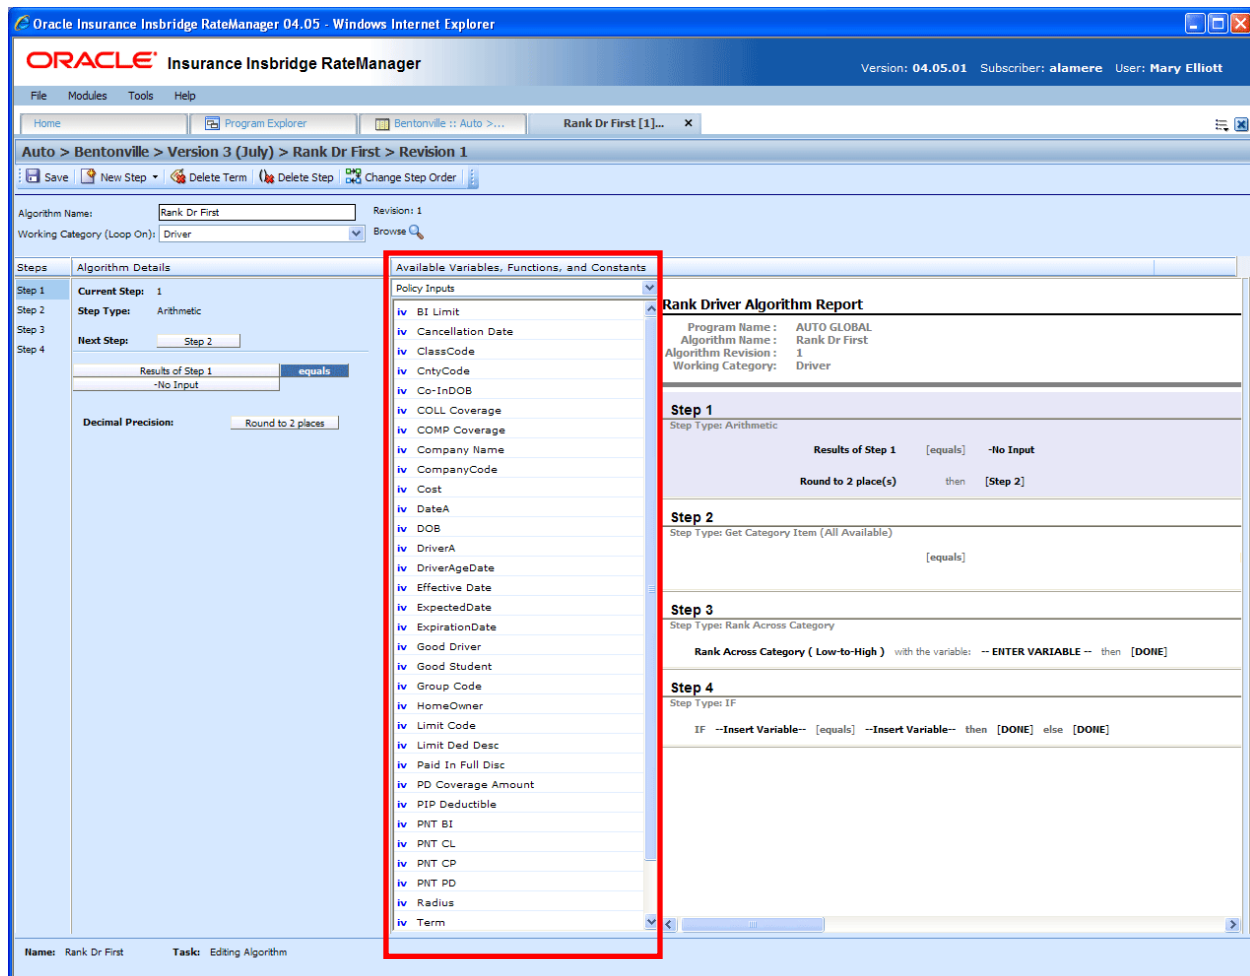 Oracle Insurance Insbridge RateManager 04.05 - Windows Internet Explorer
ORACLE Insurance Insbridge RateManager
Version: 04.05.01 Subscriber: alamere User: Mary Elliott
File Modules Tools Help
Home Program Explorer Bentonville :: Auto >... Rank Dr First [1]...
Auto > Bentonville > Version 3 (July) > Rank Dr First > Revision 1
Save New Step Delete Term Delete Step Change Step Order
Algorithm Name: Rank Dr First Revision: 1
Working Category (Loop On): Driver Browse
Steps
Step 1
Step 2
Step 3
Step 4
Algorithm Details
Current Step: 1
Step Type: Arithmetic
Next Step: Step 2
Results of Step 1 equals
-No Input
Decimal Precision: Round to 2 places
Available Variables, Functions, and Constants
Policy Inputs
iv BI Limit
iv Cancellation Date
iv ClassCode
iv CntyCode
iv Co-InDOB
iv COLL Coverage
iv COMP Coverage
iv Company Name
iv CompanyCode
iv Cost
iv DateA
iv DOB
iv DriverA
iv DriverAgeDate
iv Effective Date
iv ExpectedDate
iv ExpirationDate
iv Good Driver
iv Good Student
iv Group Code
iv HomeOwner
iv Limit Code
iv Limit Ded Desc
iv Paid In Full Disc
iv PD Coverage Amount
iv PIP Deductible
iv PNT BI
iv PNT CL
iv PNT CP
iv PNT PD
iv Radius
iv Term
Rank Driver Algorithm Report
Program Name : AUTO GLOBAL
Algorithm Name : Rank Dr First
Algorithm Revision : 1
Working Category: Driver
Step 1
Step Type: Arithmetic
Results of Step 1 [equals] -No Input
Round to 2 place(s) then [Step 2]
Step 2
Step Type: Get Category Item (All Available)
[equals]
Step 3
Step Type: Rank Across Category
Rank Across Category ( Low-to-High ) with the variable: -- ENTER VARIABLE -- then [DONE]
Step 4
Step Type: IF
IF --Insert Variable-- [equals] --Insert Variable-- then [DONE] else [DONE]
Name: Rank Dr First Task: Editing Algorithm